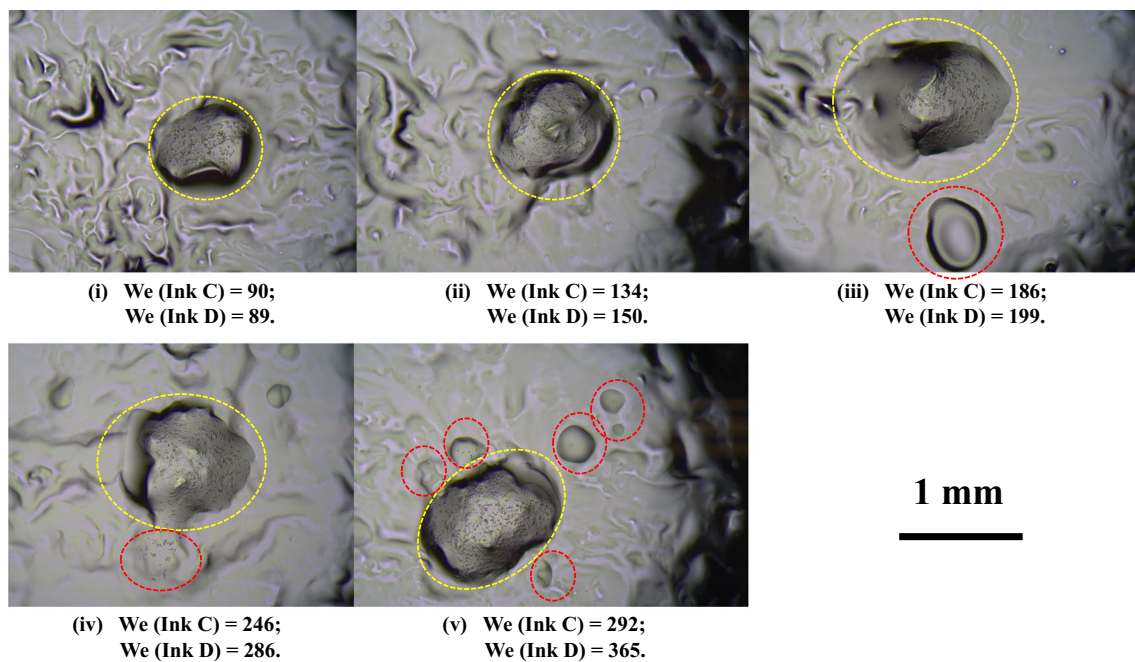 (i) We (Ink C) = 90;
We (Ink D) = 89.
(ii) We (Ink C) = 134;
We (Ink D) = 150.
(iii) We (Ink C) = 186;
We (Ink D) = 199.
(iv) We (Ink C) = 246;
We (Ink D) = 286.
(v) We (Ink C) = 292;
We (Ink D) = 365.
1 mm